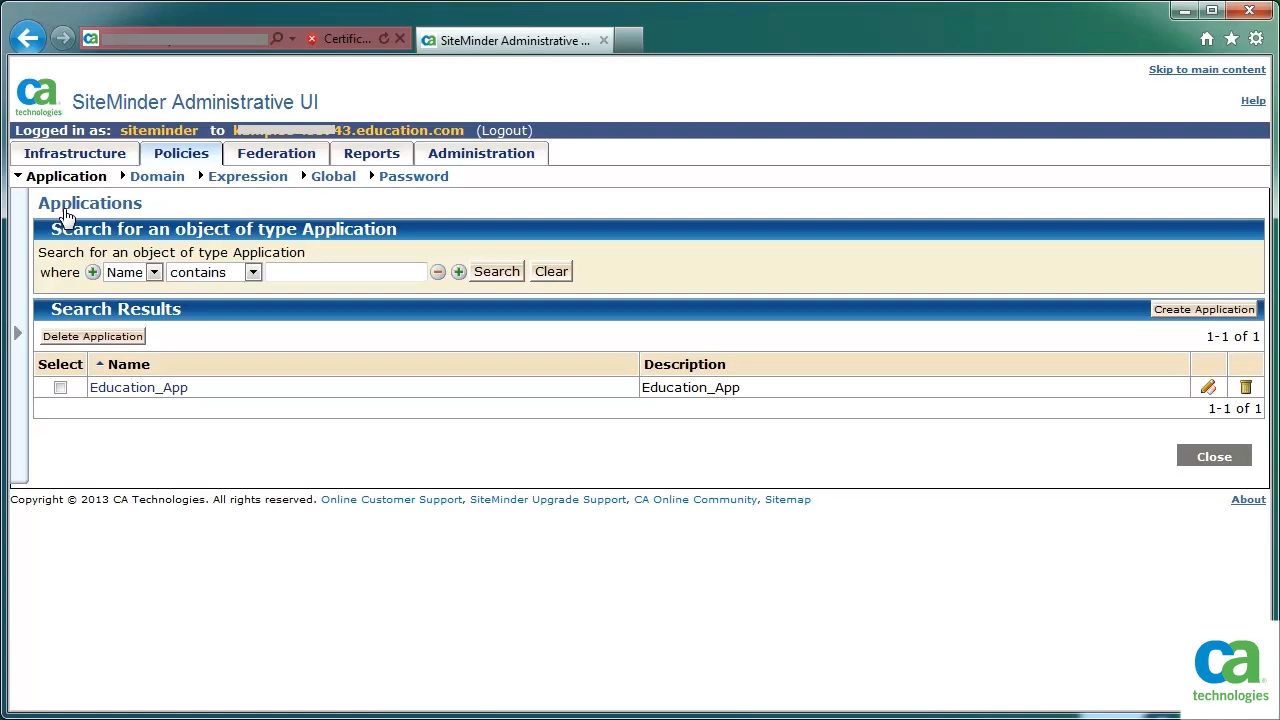 Certific...
SiteMinder Administrative ...
Skip to main content
ca
technologies
SiteMinder Administrative UI
Help
Logged in as: siteminder to 43.education.com (Logout)
Infrastructure Policies Federation Reports Administration
Application Domain Expression Global Password
Applications
Search for an object of type Application
Search for an object of type Application
where Name contains Search Clear
Search Results Create Application
Delete Application 1-1 of 1
Select Name Description
Education_App Education_App
1-1 of 1
Close
Copyright © 2013 CA Technologies. All rights reserved. Online Customer Support, SiteMinder Upgrade Support, CA Online Community, Sitemap About
ca
technologies